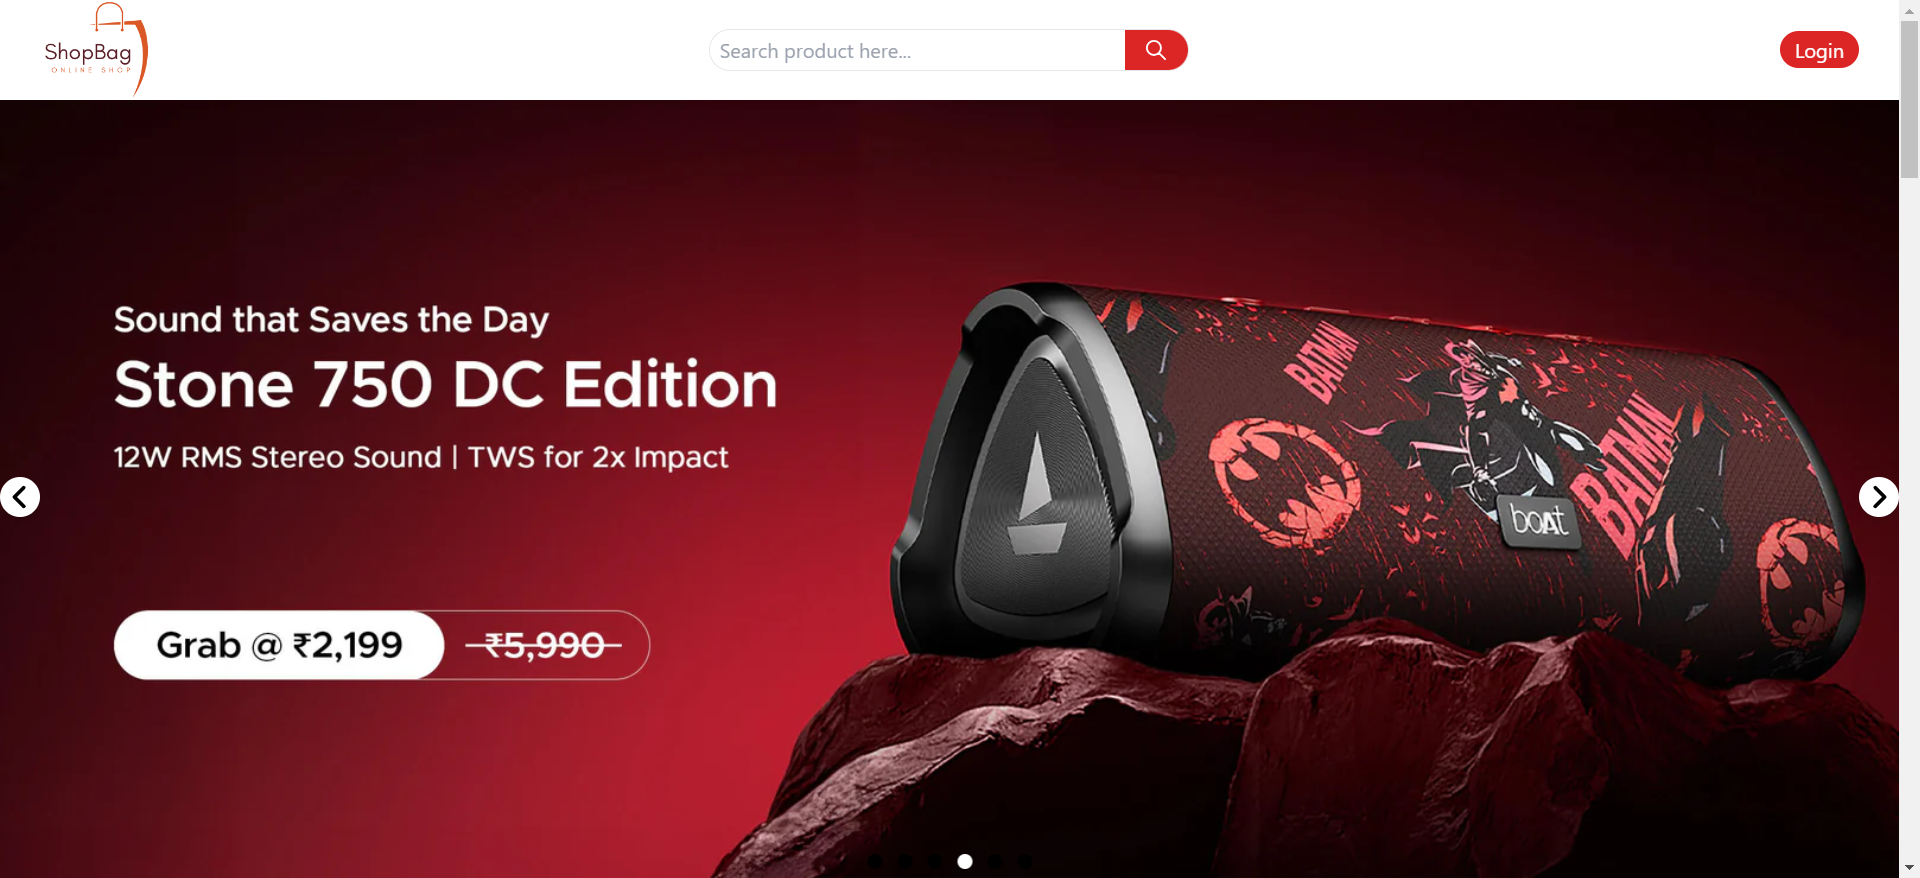 ShopBag
ONLINE SHOP
Search product here...
Login
Sound that Saves the Day
Stone 750 DC Edition
12W RMS Stereo Sound | TWS for 2x Impact
Grab @ ₹2,199 ₹5,990
BATMAN
BATMAN
boAt